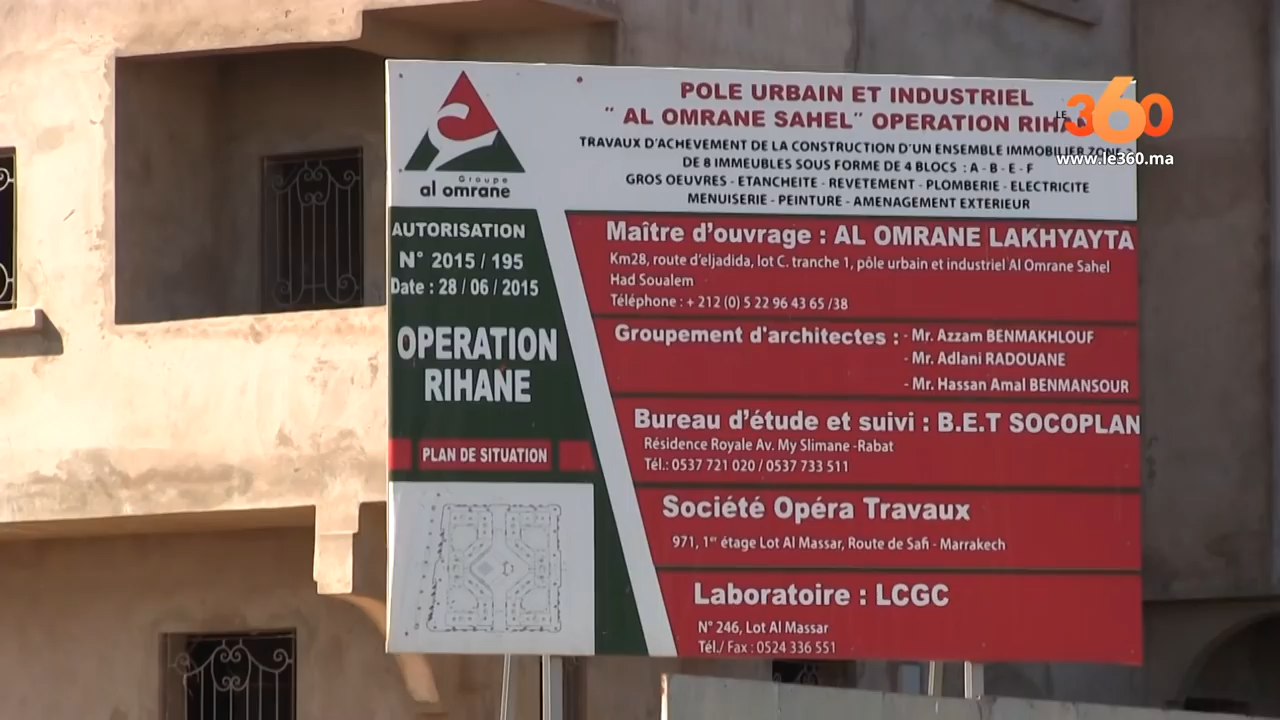 POLE URBAIN ET INDUSTRIEL
" AL OMRANE SAHEL" OPERATION
TRAVAUX D'ACHEVEMENT DE LA CONSTRUCTION D'UN ENSEMBLE IMMOBILIER ZONE
DE 8 IMMEUBLES SOUS FORME DE 4 BLOCS : A - B - E - F
GROS OEUVRES - ETANCHEITE - REVETEMENT - PLOMBERIE - ELECTRICITE
MENUISERIE - PEINTURE - AMENAGEMENT EXTERIEUR
LE 360
www.le360.ma
Groupe
al omrane
AUTORISATION
N° 2015 / 195
Date : 28 / 06 / 2015
OPERATION
RIHANE
PLAN DE SITUATION
Maître d'ouvrage : AL OMRANE LAKHYAYTA
Km28, route d'eljadida, lot C. tranche 1, pôle urbain et industriel Al Omrane Sahel
Had Soualem
Téléphone : + 212 (0) 5 22 96 43 65 /38
Groupement d'architectes : - Mr. Azzam BENMAKHLOUF
- Mr. Adlani RADOUANE
- Mr. Hassan Amal BENMANSOUR
Bureau d'étude et suivi : B.E.T SOCOPLAN
Résidence Royale Av. My Slimane -Rabat
Tél.: 0537 721 020 / 0537 733 511
Société Opéra Travaux
971, 1er étage Lot Al Massar, Route de Safi - Marrakech
Laboratoire : LCGC
N° 246, Lot Al Massar
Tél./ Fax : 0524 336 551